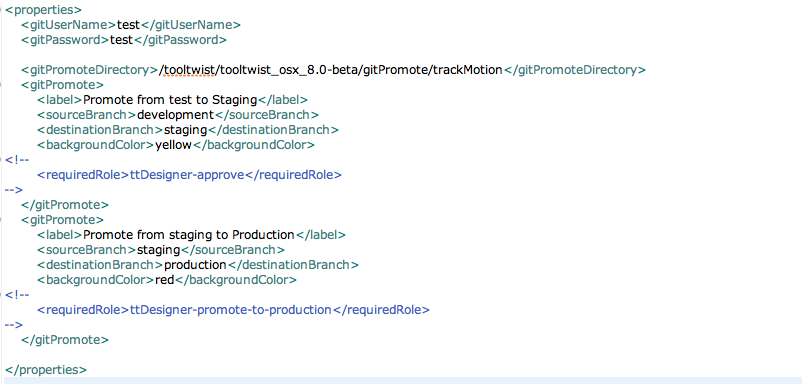 <properties>
<gitUserName>test</gitUserName>
<gitPassword>test</gitPassword>
<gitPromoteDirectory>/tooltwist/tooltwist_osx_8.0-beta/gitPromote/trackMotion</gitPromoteDirectory>
<gitPromote>
<label>Promote from test to Staging</label>
<sourceBranch>development</sourceBranch>
<destinationBranch>staging</destinationBranch>
<backgroundColor>yellow</backgroundColor>
<!--
<requiredRole>ttDesigner-approve</requiredRole>
-->
</gitPromote>
<gitPromote>
<label>Promote from staging to Production</label>
<sourceBranch>staging</sourceBranch>
<destinationBranch>production</destinationBranch>
<backgroundColor>red</backgroundColor>
<!--
<requiredRole>ttDesigner-promote-to-production</requiredRole>
-->
</gitPromote>
</properties>